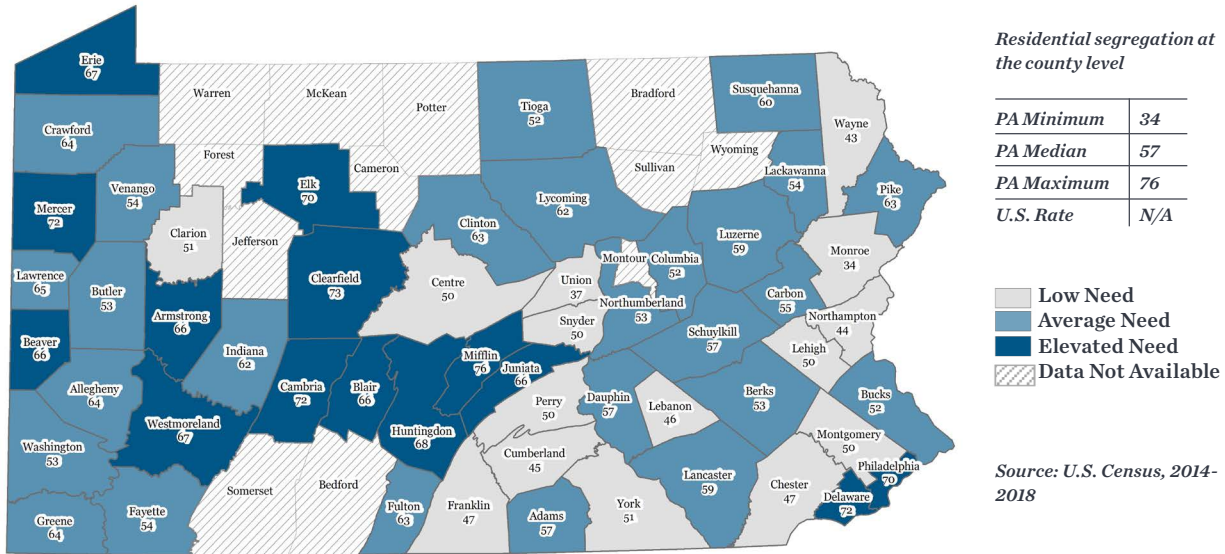 Erie
67
Warren
McKean
Potter
Tioga
52
Bradford
Susquehanna
60
Wayne
43
Crawford
64
Forest
Cameron
Elk
70
Sullivan
Wyoming
Lackawanna
54
Pike
63
Venango
54
Mercer
72
Clarion
51
Jefferson
Clinton
63
Lycoming
62
Luzerne
59
Monroe
34
Lawrence
65
Butler
53
Clearfield
73
Centre
50
Union
37
Montour
Columbia
52
Carbon
55
Northampton
44
Armstrong
66
Northumberland
53
Snyder
50
Schuylkill
57
Lehigh
50
Beaver
66
Indiana
62
Cambria
72
Blair
66
Mifflin
76
Juniata
66
Allegheny
64
Perry
50
Dauphin
57
Lebanon
46
Berks
53
Bucks
52
Westmoreland
67
Huntingdon
68
Montgomery
50
Washington
53
Cumberland
45
Lancaster
59
Chester
47
Philadelphia
70
Delaware
72
Somerset
Bedford
Fulton
63
Franklin
47
Adams
57
York
51
Greene
64
Fayette
54
Residential segregation at
the county level
PA Minimum 34
PA Median 57
PA Maximum 76
U.S. Rate N/A
Low Need
Average Need
Elevated Need
Data Not Available
Source: U.S. Census, 2014-
2018